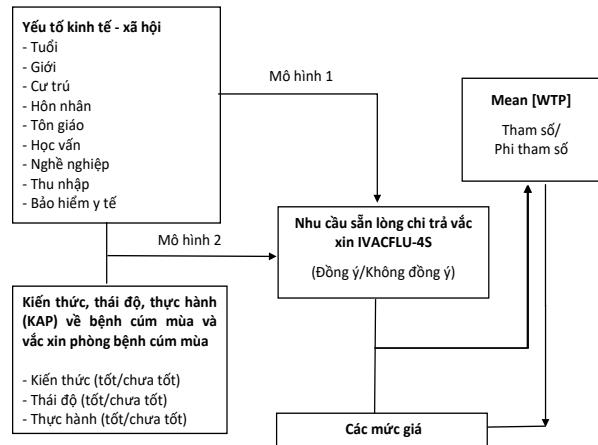 Yếu tố kinh tế - xã hội
- Tuổi
- Giới
- Cư trú
- Hôn nhân
- Tôn giáo
- Học vấn
- Nghề nghiệp
- Thu nhập
- Bảo hiểm y tế
Mô hình 1
Mô hình 2
Kiến thức, thái độ, thực hành
(KAP) về bệnh cúm mùa và
vắc xin phòng bệnh cúm mùa
- Kiến thức (tốt/chưa tốt)
- Thái độ (tốt/chưa tốt)
- Thực hành (tốt/chưa tốt)
Nhu cầu sẵn lòng chi trả vắc
xin IVACFLU-4S
(Đồng ý/Không đồng ý)
Các mức giá
Mean [WTP]
Tham số/
Phi tham số